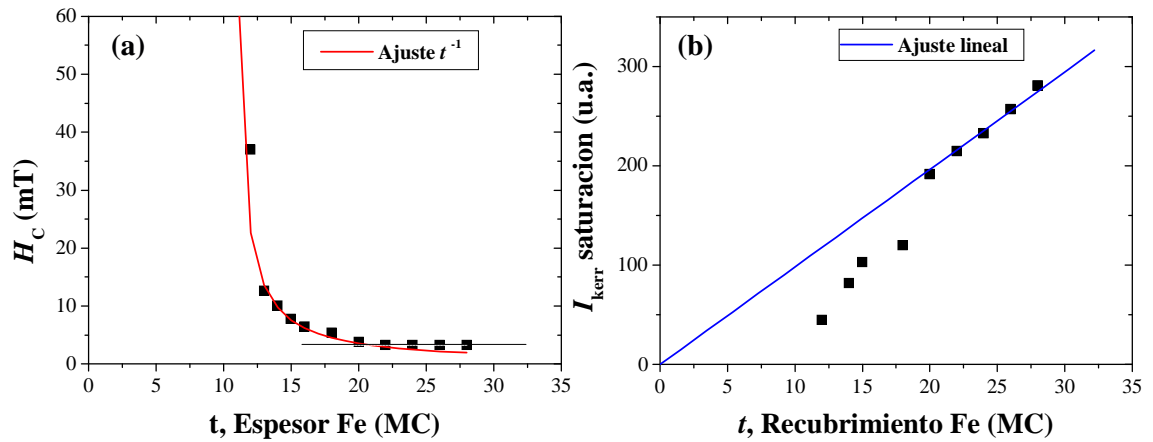 (a)
Ajuste t⁻¹
60
50
40
30
20
10
0
H_C (mT)
0 5 10 15 20 25 30 35
t, Espesor Fe (MC)
(b)
Ajuste lineal
300
200
100
0
I_kerr saturacion (u.a.)
0 5 10 15 20 25 30 35
t, Recubrimiento Fe (MC)